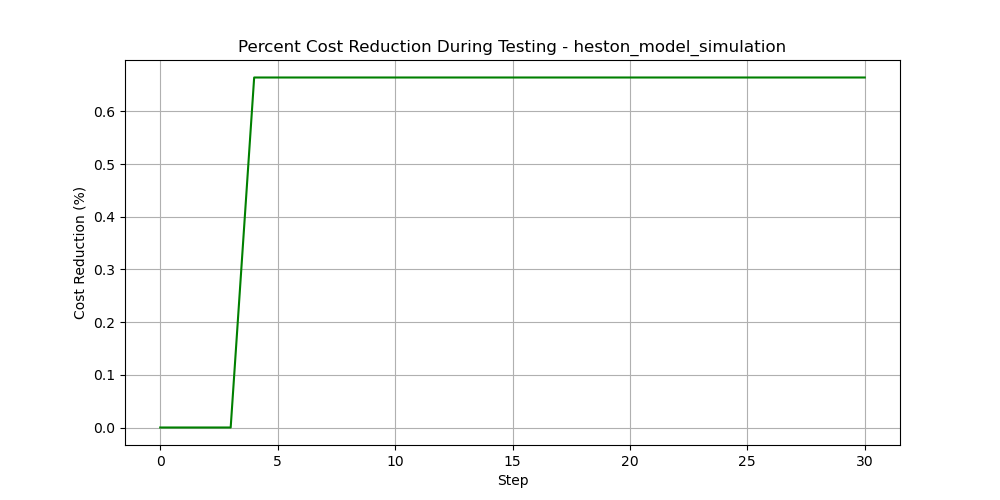 Percent Cost Reduction During Testing - heston_model_simulation
Cost Reduction (%)
0.6
0.5
0.4
0.3
0.2
0.1
0.0
0 5 10 15 20 25 30
Step